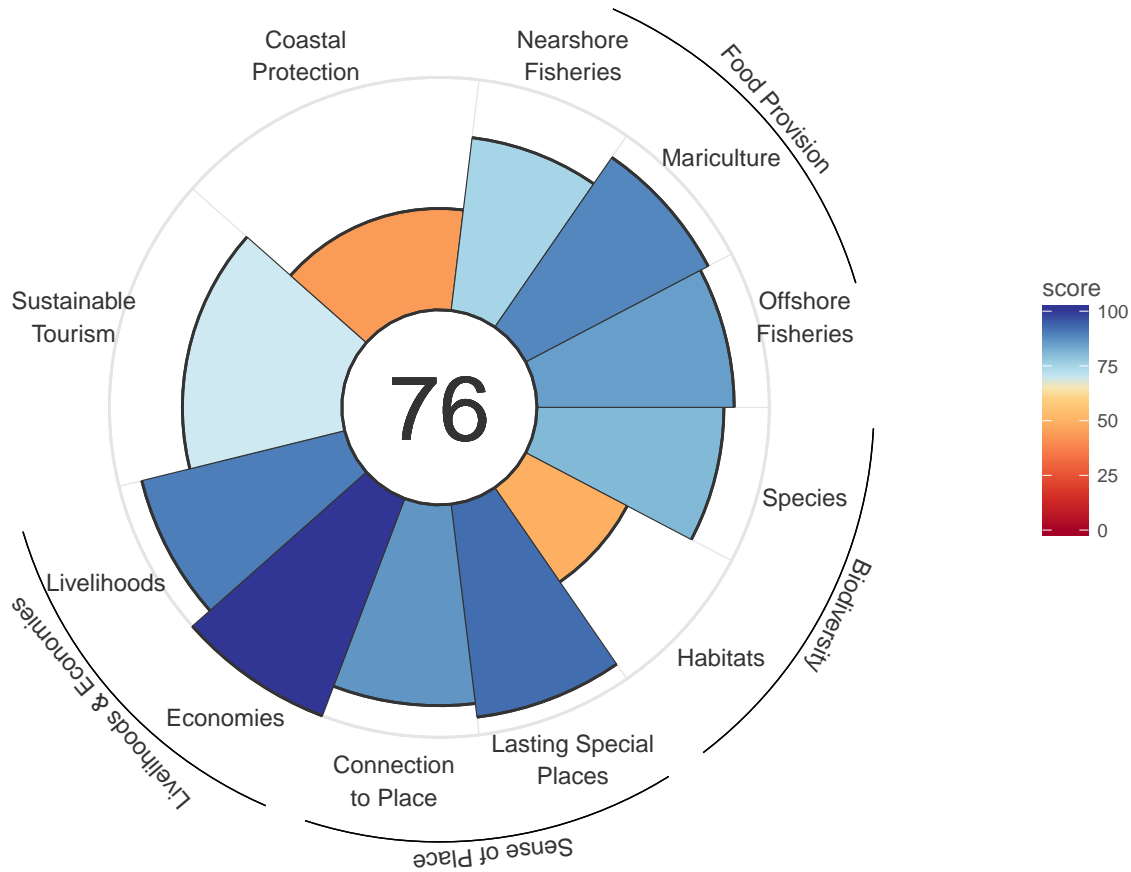 Coastal
Protection
Nearshore
Fisheries
Food Provision
Mariculture
Offshore
Fisheries
Sustainable
Tourism
76
Species
Biodiversity
Habitats
Livelihoods
Livelihoods & Economies
Economies
Lasting Special
Places
Connection
to Place
Sense of Place
score
100
75
50
25
0